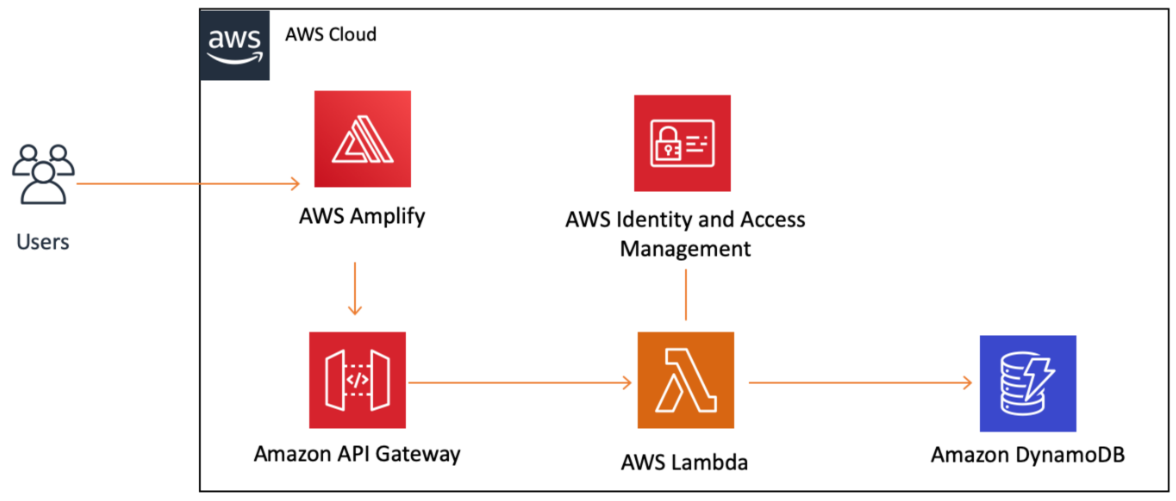 aws
AWS Cloud
Users
AWS Amplify
AWS Identity and Access
Management
Amazon API Gateway
</>
AWS Lambda
Amazon DynamoDB